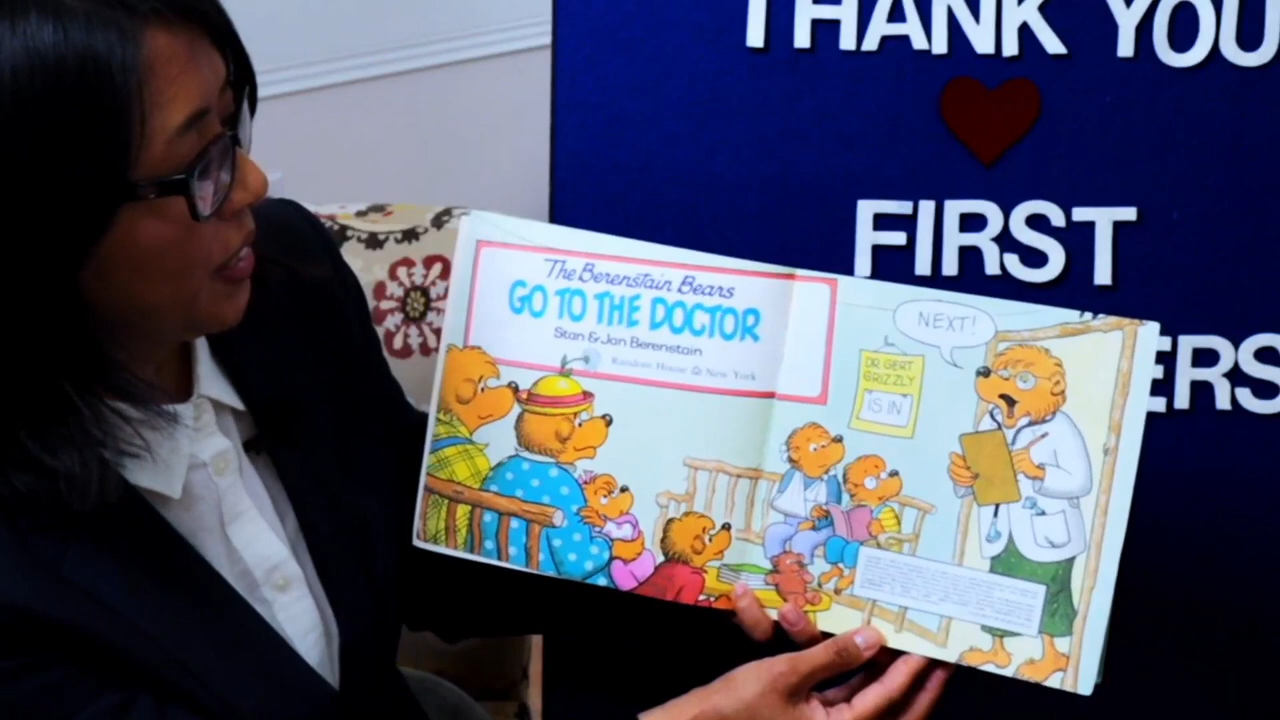 THANK YOU
FIRST
ERS
The Berenstain Bears
GO TO THE DOCTOR
Stan & Jan Berenstain
Random House New York
NEXT!
DR GERT
GRIZZLY
IS IN